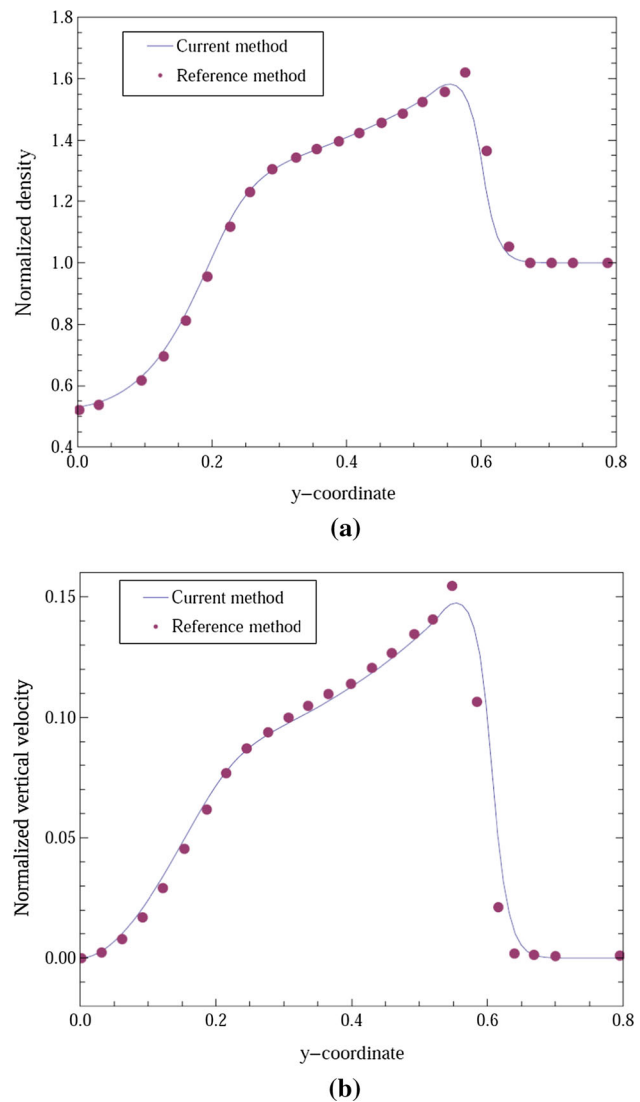 1.8
Current method
Reference method
1.6
1.4
1.2
1.0
0.8
0.6
0.4
Normalized density
0.0 0.2 0.4 0.6 0.8
y−coordinate
(a)
Current method
Reference method
0.15
0.10
0.05
0.00
Normalized vertical velocity
0.0 0.2 0.4 0.6 0.8
y−coordinate
(b)